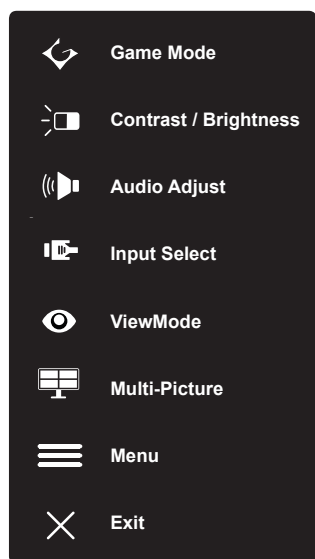 Game Mode
Contrast / Brightness
Audio Adjust
Input Select
ViewMode
Multi-Picture
Menu
Exit